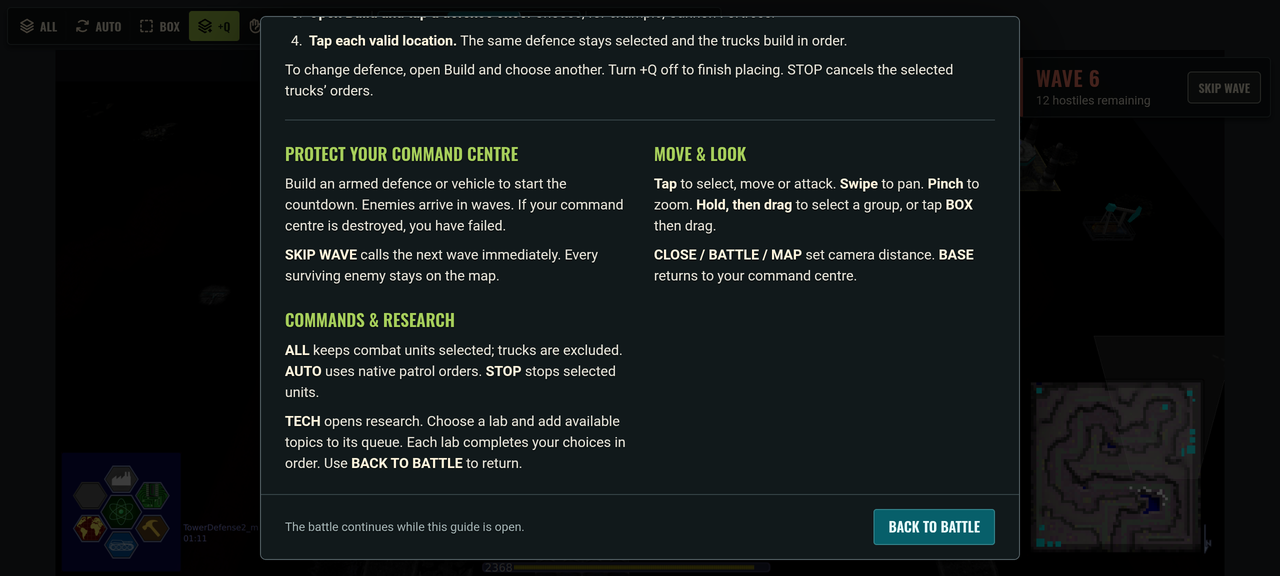 ALL AUTO BOX +Q
4. Tap each valid location. The same defence stays selected and the trucks build in order.
To change defence, open Build and choose another. Turn +Q off to finish placing. STOP cancels the selected
trucks’ orders.
WAVE 6
12 hostiles remaining
SKIP WAVE
PROTECT YOUR COMMAND CENTRE
Build an armed defence or vehicle to start the
countdown. Enemies arrive in waves. If your command
centre is destroyed, you have failed.
SKIP WAVE calls the next wave immediately. Every
surviving enemy stays on the map.
MOVE & LOOK
Tap to select, move or attack. Swipe to pan. Pinch to
zoom. Hold, then drag to select a group, or tap BOX
then drag.
CLOSE / BATTLE / MAP set camera distance. BASE
returns to your command centre.
COMMANDS & RESEARCH
ALL keeps combat units selected; trucks are excluded.
AUTO uses native patrol orders. STOP stops selected
units.
TECH opens research. Choose a lab and add available
topics to its queue. Each lab completes your choices in
order. Use BACK TO BATTLE to return.
TowerDefense2_m
01:11
The battle continues while this guide is open.
BACK TO BATTLE
2368